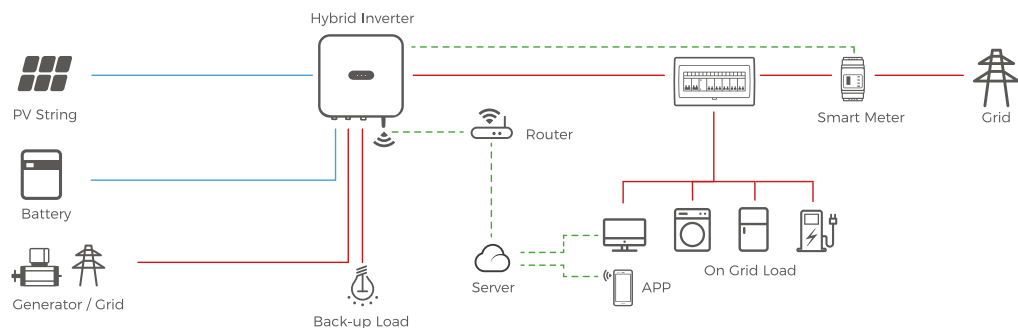 Hybrid Inverter
PV String
Smart Meter
Grid
Router
Battery
On Grid Load
Server
APP
Generator / Grid
Back-up Load